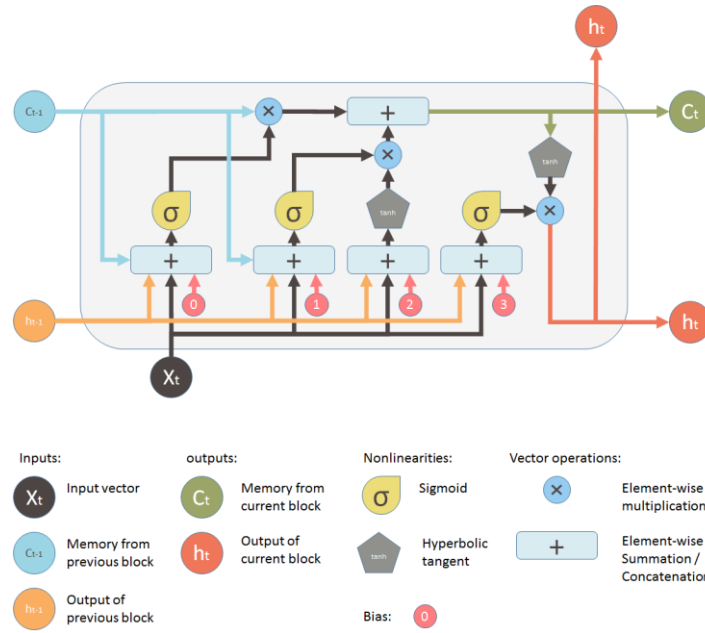 ht
Ct-1
×
+
Ct
tanh
×
σ
σ
tanh
σ
×
+
+
+
+
0
1
2
3
ht-1
ht
Xt
Inputs:
outputs:
Nonlinearities:
Vector operations:
Xt
Input vector
Ct
Memory from
current block
σ
Sigmoid
×
Element-wise
multiplication
Ct-1
Memory from
previous block
ht
Output of
current block
tanh
Hyperbolic
tangent
+
Element-wise
Summation /
Concatenation
ht-1
Output of
previous block
Bias:
0